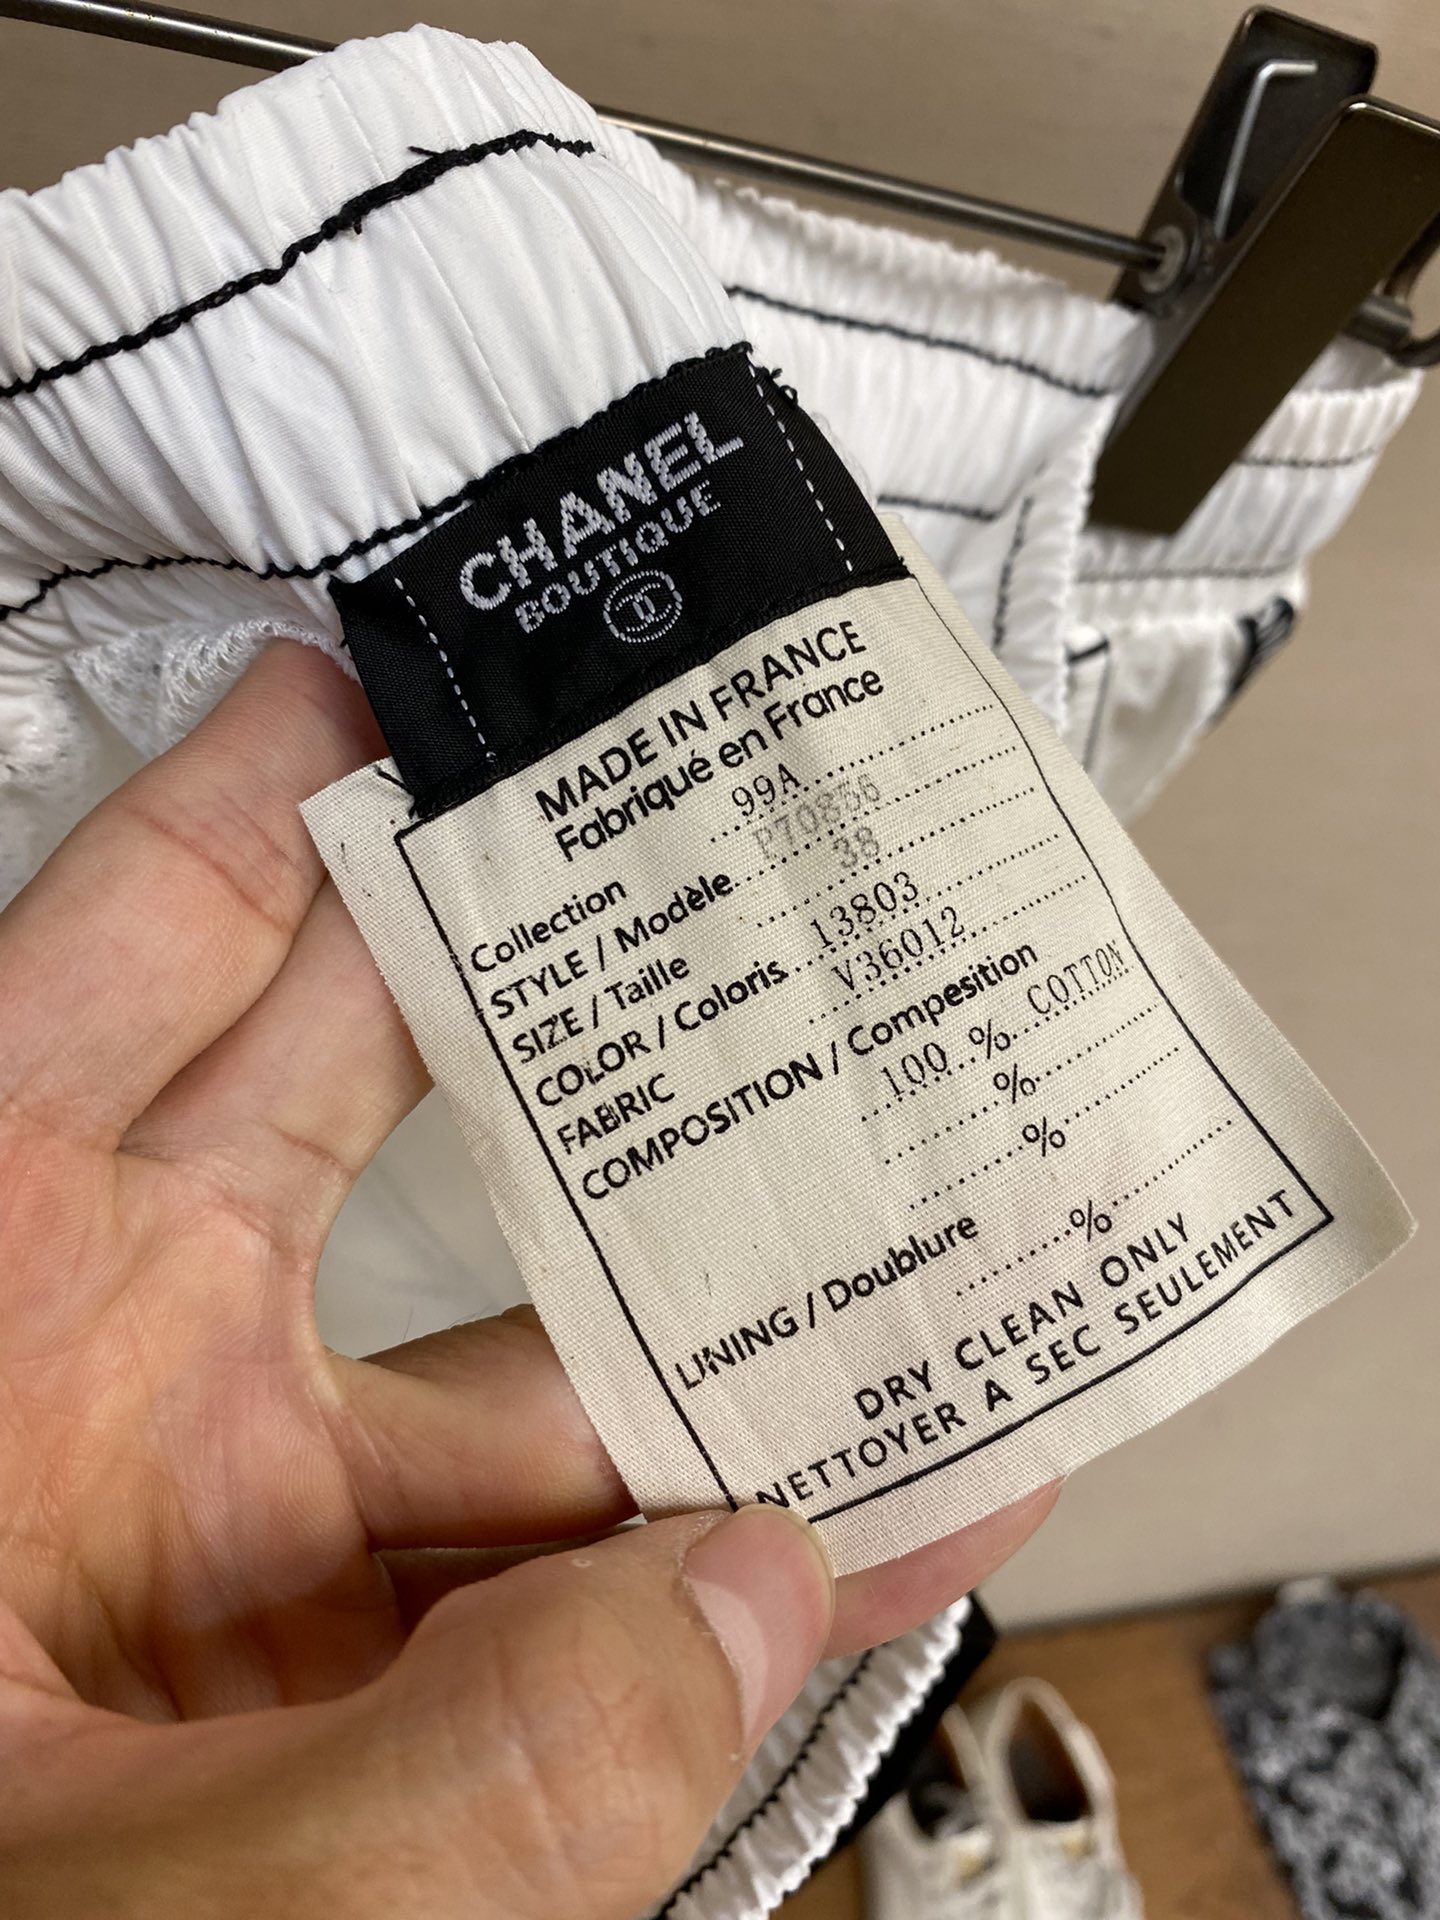 CHANEL
BOUTIQUE
MADE IN FRANCE
Fabriqué en France
Collection 99A
STYLE / Modèle P70836
SIZE / Taille 38
COLOR / Coloris 13803
FABRIC V36012
COMPOSITION / Compesition
100 % COTTON
%
%
LINING / Doublure %
DRY CLEAN ONLY
NETTOYER A SEC SEULEMENT